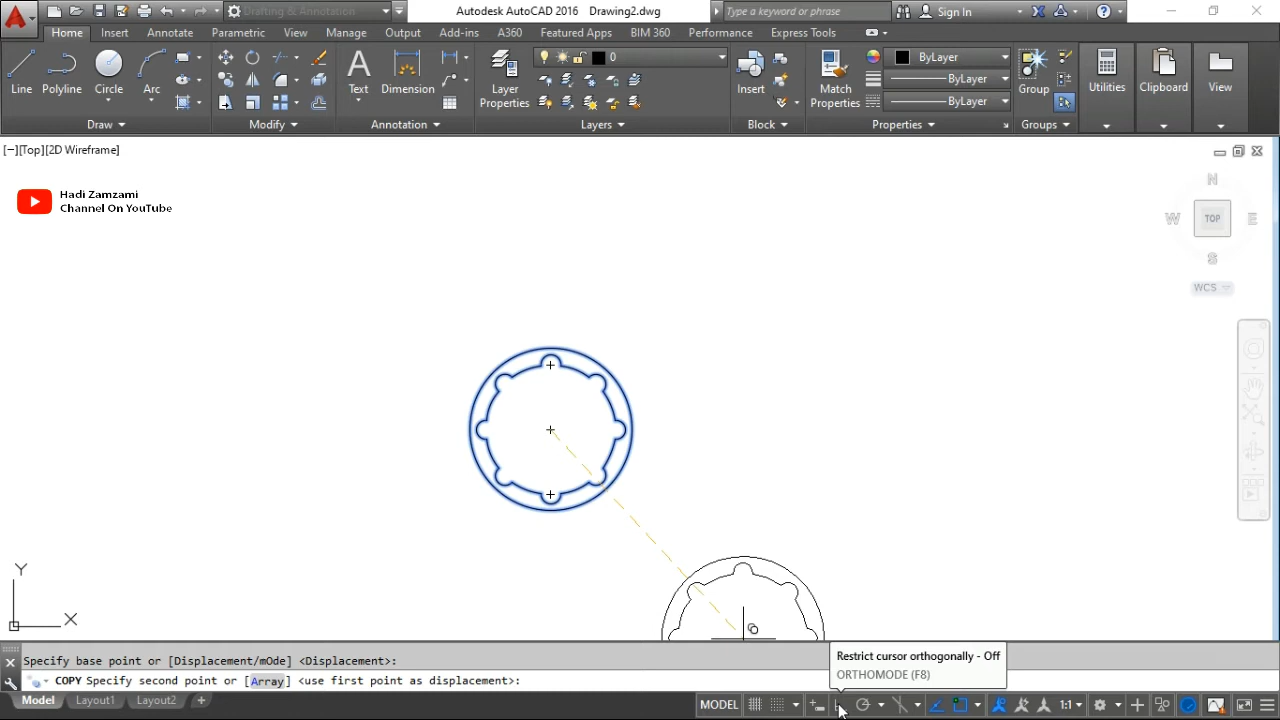 Drafting & Annotation
Autodesk AutoCAD 2016 Drawing2.dwg
Type a keyword or phrase
Sign In
Home Insert Annotate Parametric View Manage Output Add-ins A360 Featured Apps BIM 360 Performance Express Tools
Line Polyline Circle Arc
Text Dimension
Layer Properties
0
Insert
Match Properties
ByLayer
ByLayer
ByLayer
Group
Utilities Clipboard View
Draw Modify Annotation Layers Block Properties Groups
[−][Top][2D Wireframe]
Hadi Zamzami
Channel On YouTube
N
W TOP E
S
WCS
Y
X
Restrict cursor orthogonally - Off
ORTHOMODE (F8)
Specify base point or [Displacement/mOde] <Displacement>:
COPY Specify second point or [Array] <use first point as displacement>:
Model Layout1 Layout2 +
MODEL 1:1